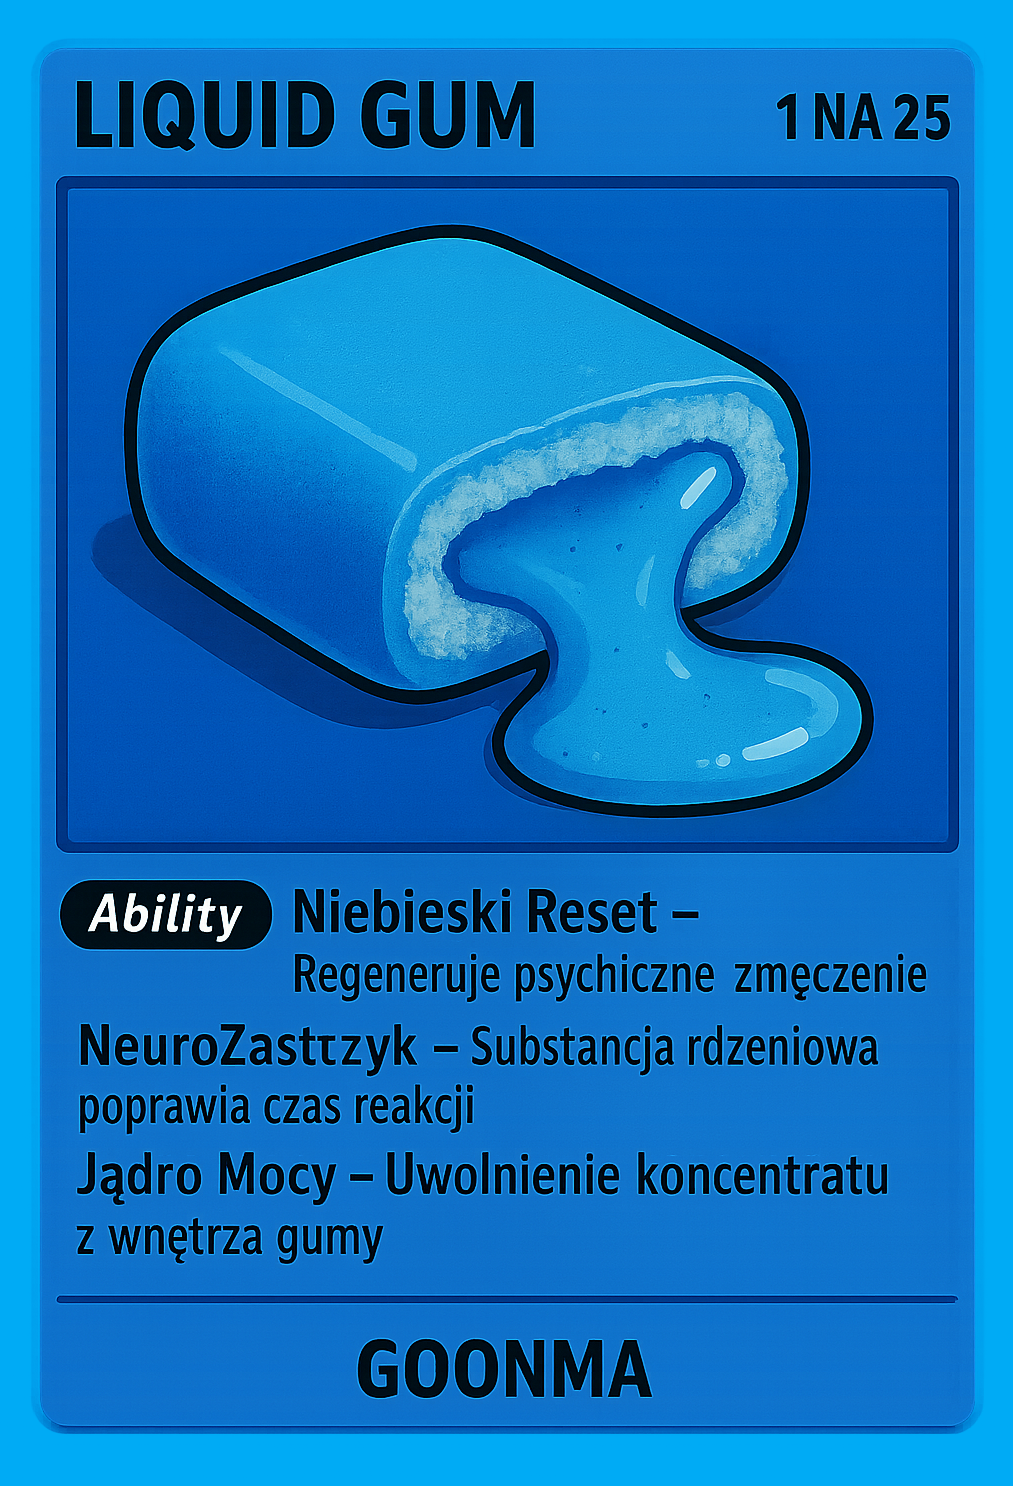 LIQUID GUM
1 NA 25
Ability
Niebieski Reset –
Regeneruje psychiczne zmęczenie
NeuroZastτzyk – Substancja rdzeniowa
poprawia czas reakcji
Jądro Mocy – Uwolnienie koncentratu
z wnętrza gumy
GOONMA